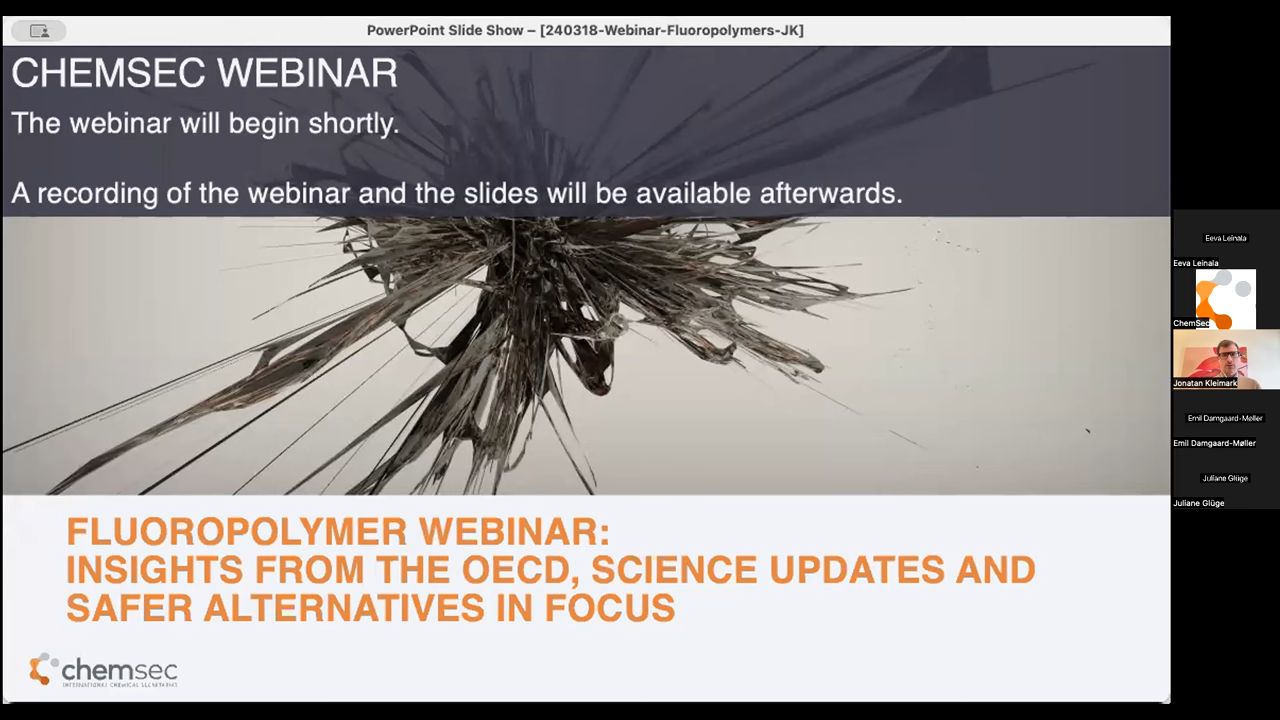 PowerPoint Slide Show – [240318-Webinar-Fluoropolymers-JK]
CHEMSEC WEBINAR
The webinar will begin shortly.
A recording of the webinar and the slides will be available afterwards.
FLUOROPOLYMER WEBINAR:
INSIGHTS FROM THE OECD, SCIENCE UPDATES AND
SAFER ALTERNATIVES IN FOCUS
chemsec
INTERNATIONAL CHEMICAL SECRETARIAT
Eeva Leinala
Eeva Leinala
ChemSec
Jonatan Kleimark
Emil Damgaard-Møller
Emil Damgaard-Møller
Juliane Glüge
Juliane Glüge